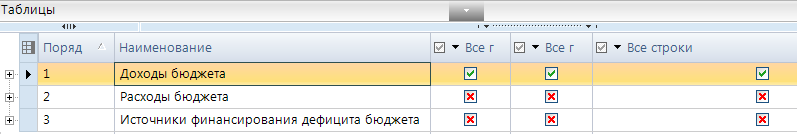 Таблицы
Поряд Наименование Все г Все г Все строки
1 Доходы бюджета
2 Расходы бюджета
3 Источники финансирования дефицита бюджета